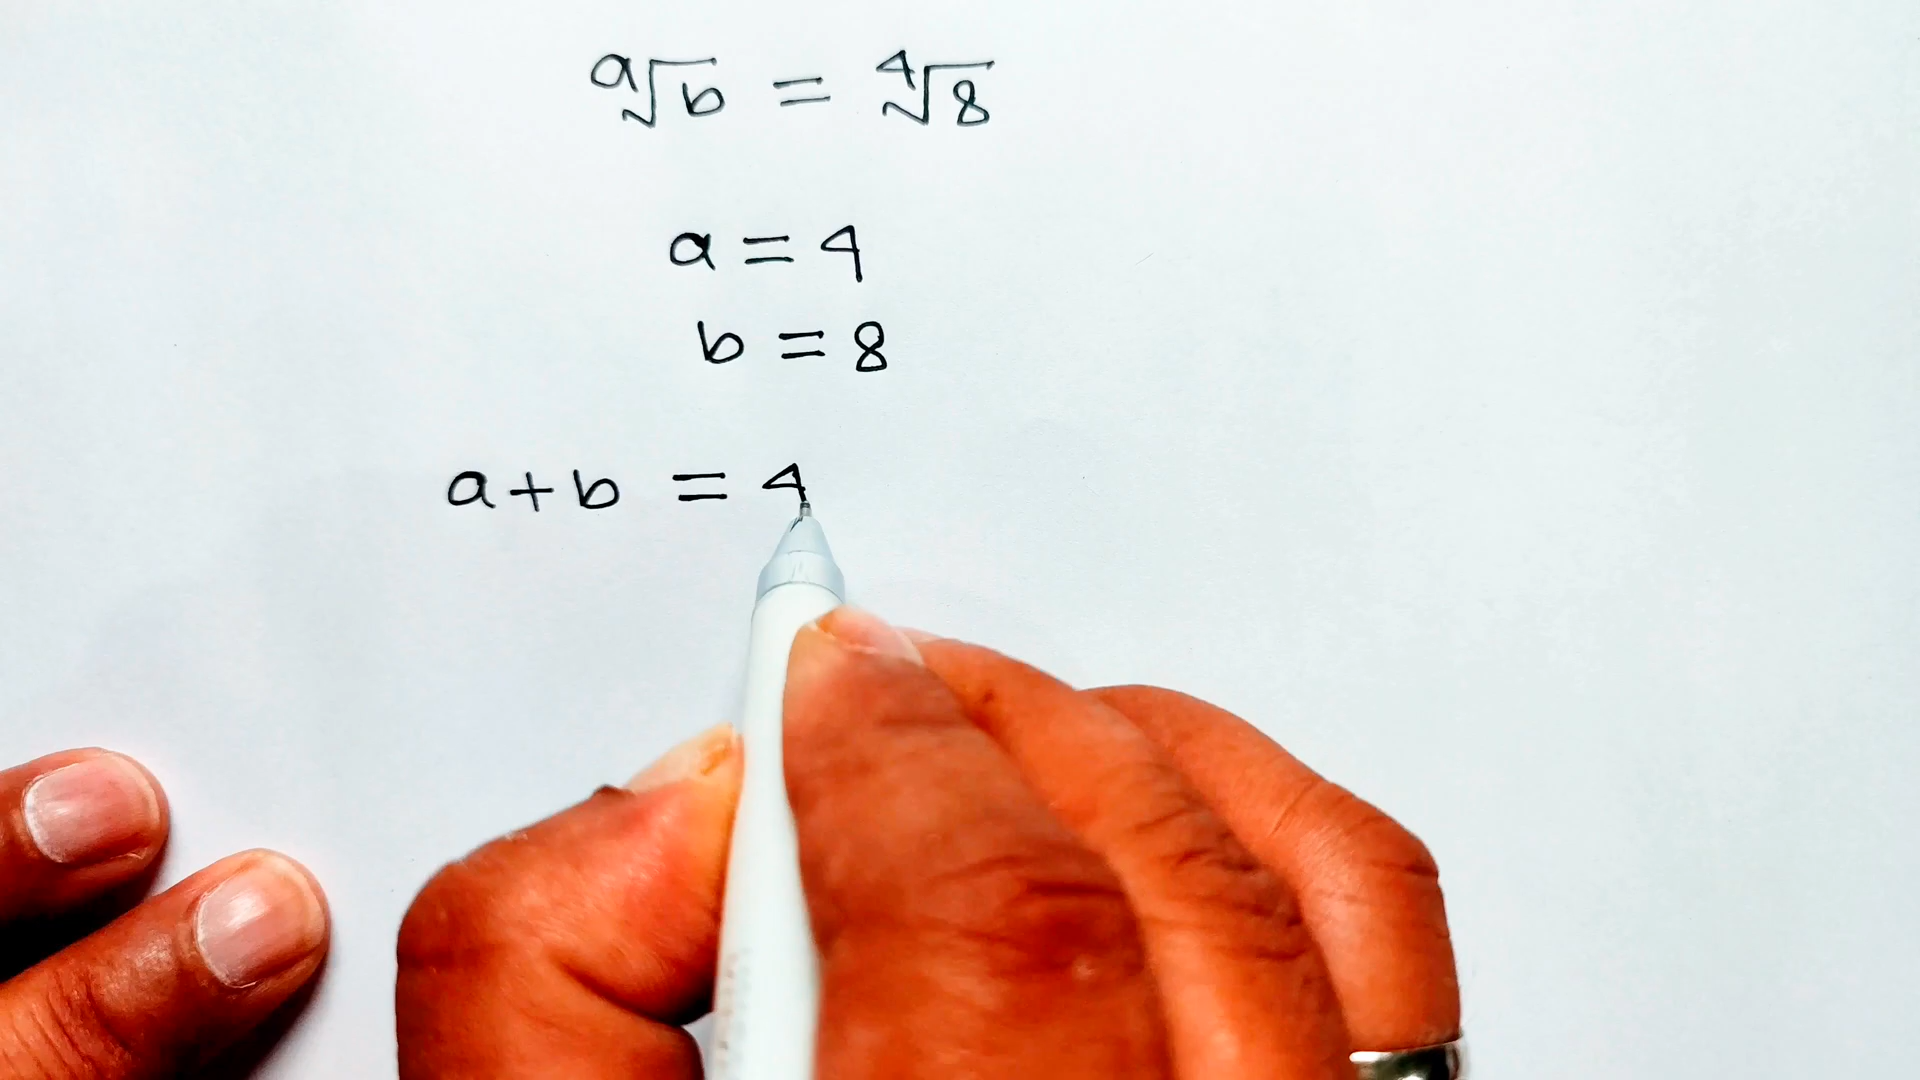 ᵃ√b = ⁴√8
a = 4
b = 8
a + b = 4